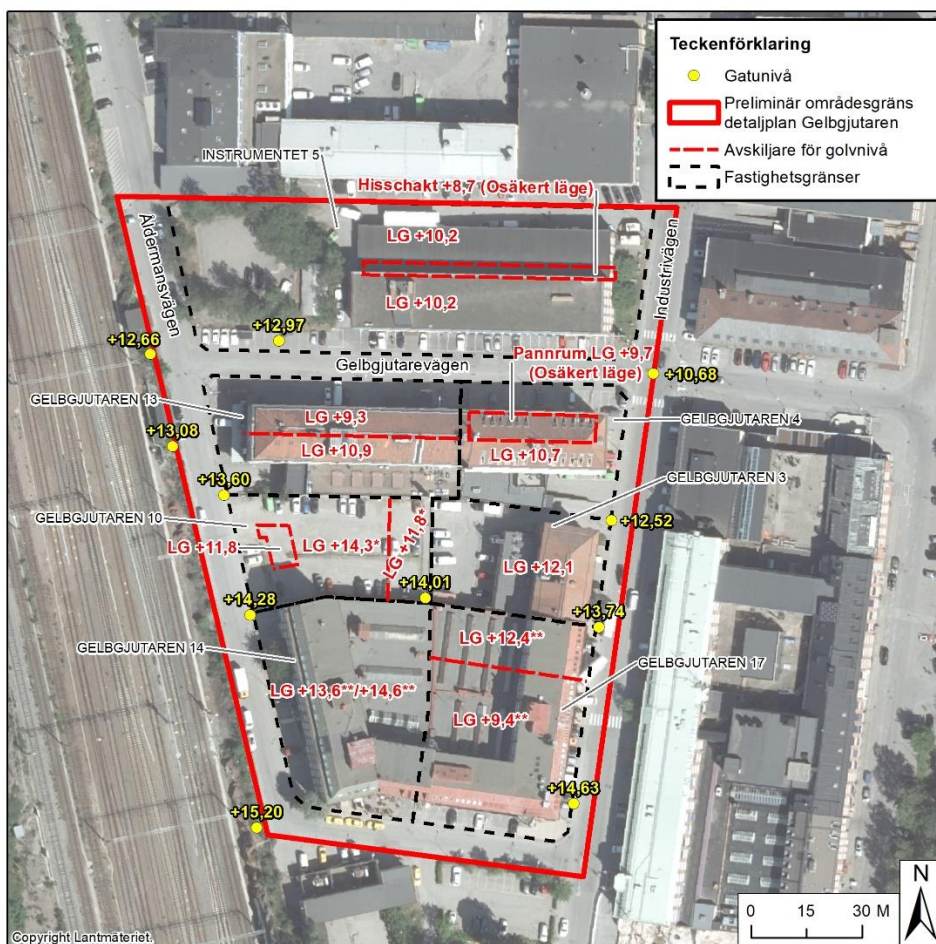 Teckenförklaring
Gatunivå
Preliminär områdesgräns
detaljplan Gelbgjutaren
Avskiljare för golvnivå
Fastighetsgränser
INSTRUMENTET 5
Hisschakt +8,7 (Osäkert läge)
Åldermansvägen
Industrivägen
LG +10,2
LG +10,2
+12,97
+12,66
Gelbgjutarevägen
Pannrum LG +9,7
(Osäkert läge)
+10,68
GELBGJUTAREN 13
LG +9,3
GELBGJUTAREN 4
+13,08
LG +10,9
LG +10,7
GELBGJUTAREN 3
+13,60
GELBGJUTAREN 10
+12,52
LG +11,8
LG +14,3*
LG +11,8*
LG +12,1
+14,28
+14,01
+13,74
GELBGJUTAREN 14
LG +12,4**
GELBGJUTAREN 17
LG +13,6**/+14,6**
LG +9,4**
+14,63
+15,20
N
0 15 30 M
Copyright Lantmäteriet.